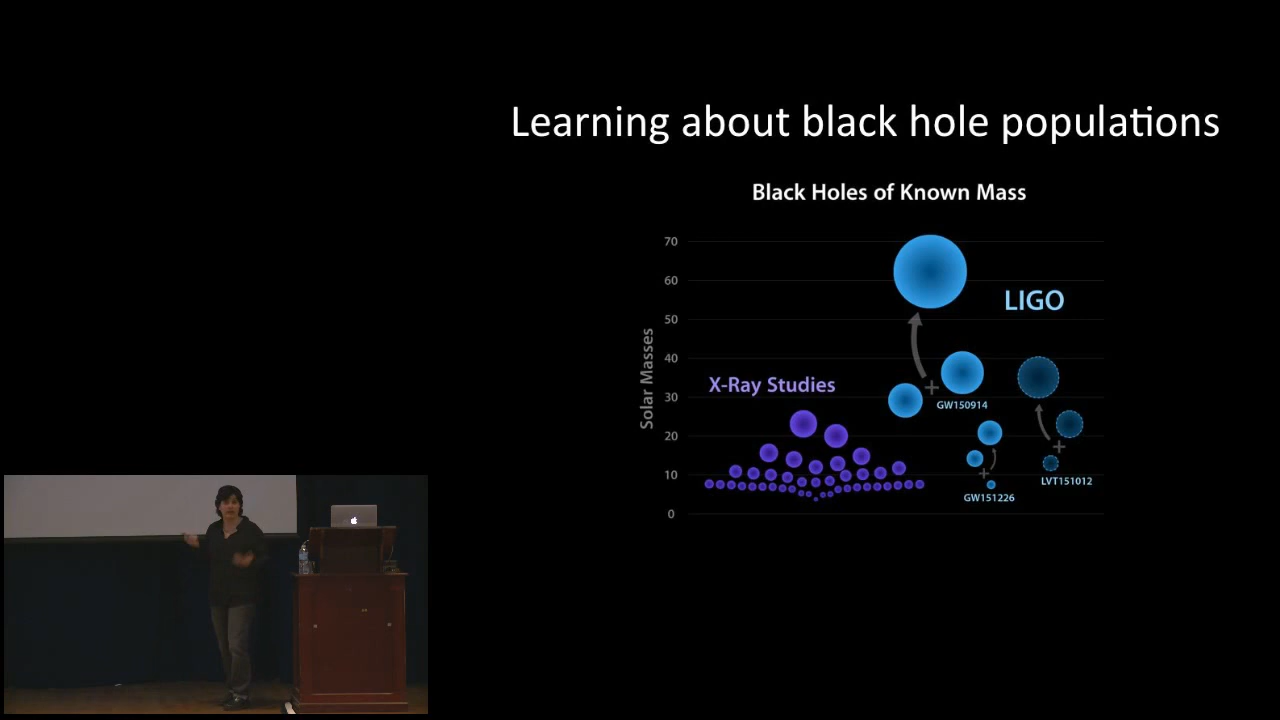 Learning about black hole populations
Black Holes of Known Mass
70
60
50
40
30
20
10
0
Solar Masses
LIGO
X-Ray Studies
GW150914
GW151226
LVT151012